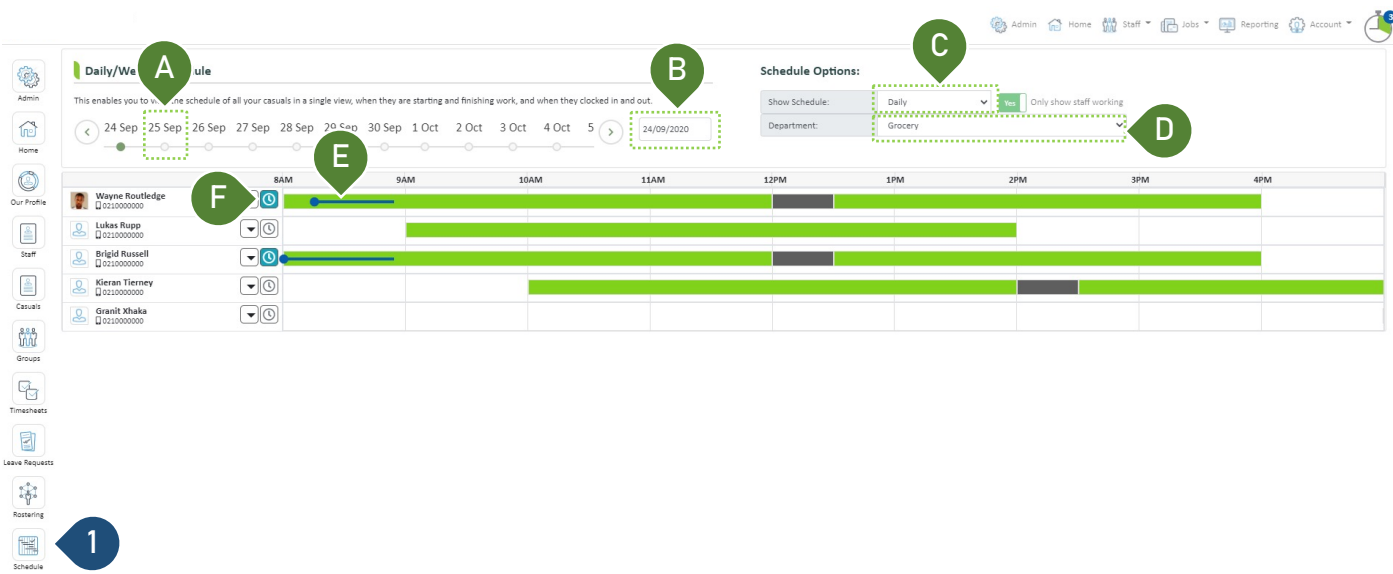 Admin Home Staff Jobs Reporting Account 3
A B C D E F
Daily/We ule
This enables you to the schedule of all your casuals in a single view, when they are starting and finishing work, and when they clocked in and out.
24 Sep 25 Sep 26 Sep 27 Sep 28 Sep 29 Sep 30 Sep 1 Oct 2 Oct 3 Oct 4 Oct 5
24/09/2020
Schedule Options:
Show Schedule: Daily Yes Only show staff working
Department: Grocery
8AM 9AM 10AM 11AM 12PM 1PM 2PM 3PM 4PM
Wayne Routledge
0210000000
Lukas Rupp
0210000000
Brigid Russell
0210000000
Kieran Tierney
0210000000
Granit Xhaka
0210000000
Admin
Home
Our Profile
Staff
Casuals
Groups
Timesheets
Leave Requests
Rostering
Schedule
1